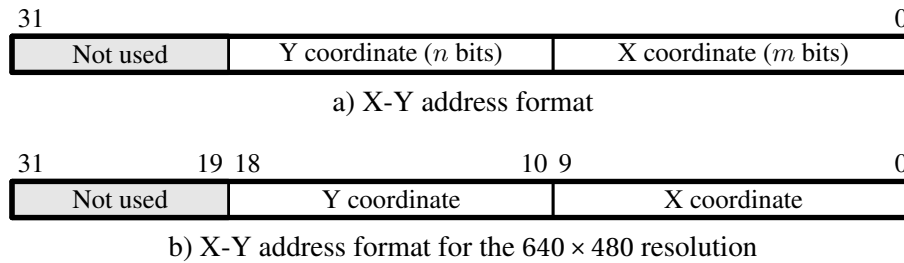 31 0
Not used Y coordinate (n bits) X coordinate (m bits)
a) X-Y address format
31 19 18 10 9 0
Not used Y coordinate X coordinate
b) X-Y address format for the 640 × 480 resolution